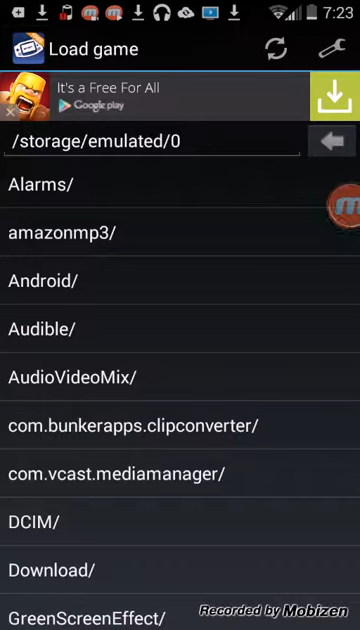 7:23
Load game
It's a Free For All
Google play
/storage/emulated/0
Alarms/
amazonmp3/
Android/
Audible/
AudioVideoMix/
com.bunkerapps.clipconverter/
com.vcast.mediamanager/
DCIM/
Download/
GreenScreenEffect/
Recorded by Mobizen